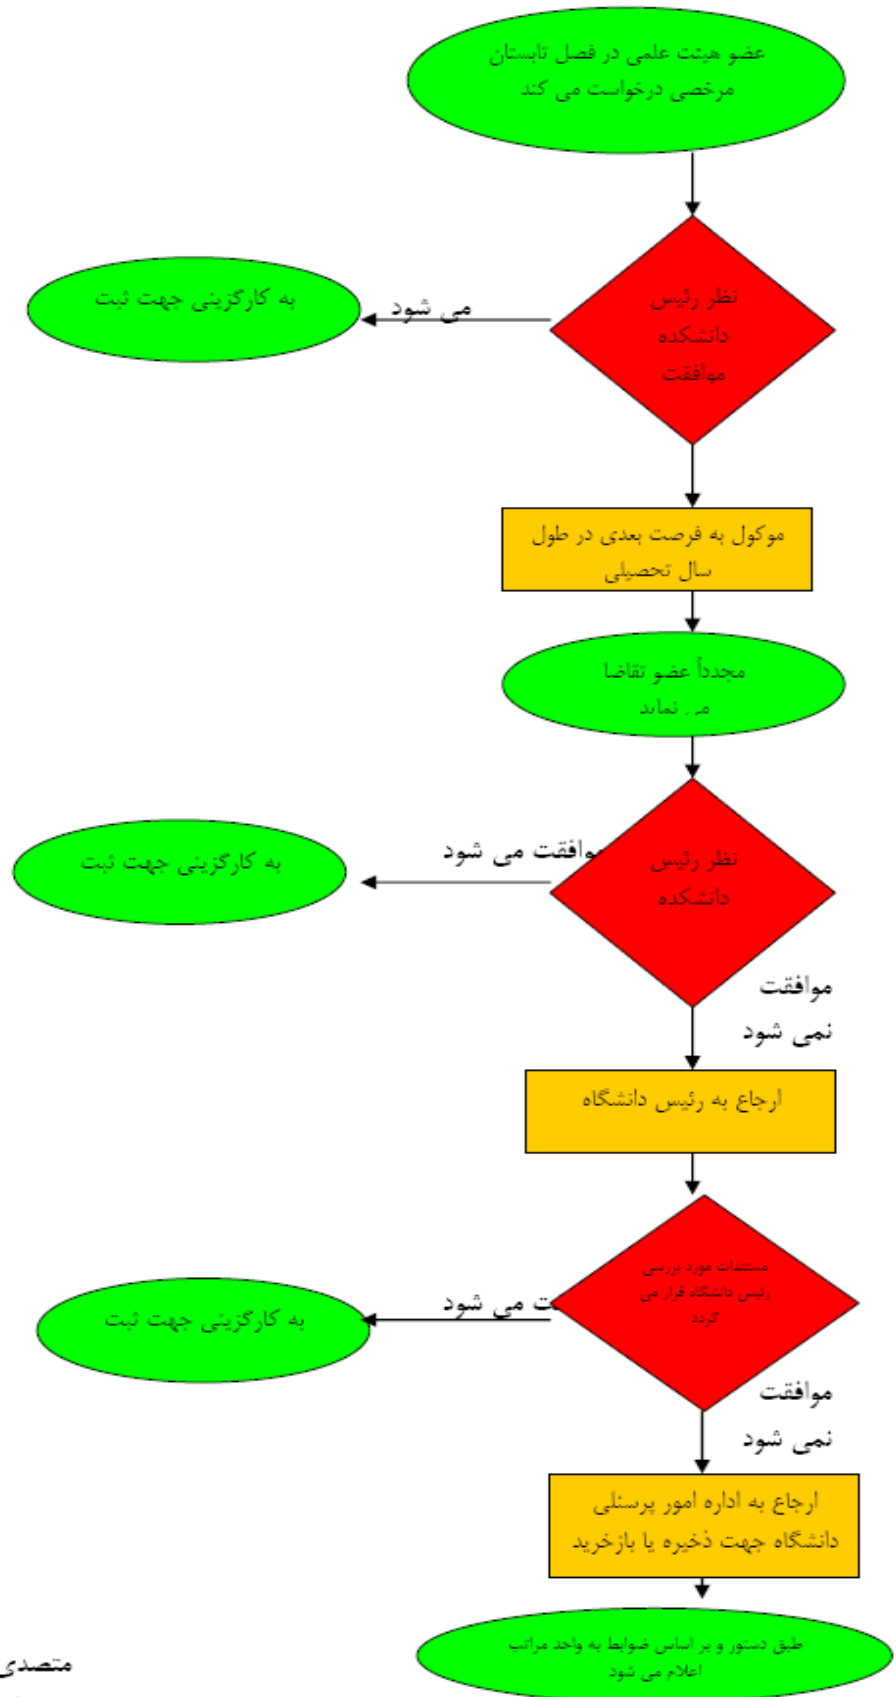 عضو هیئت علمی در فصل تابستان
مرخصی درخواست می کند
نظر رئیس
دانشکده
موافقت
می شود
به کارگزینی جهت ثبت
موکول به فرصت بعدی در طول
سال تحصیلی
مجدداً عضو تقاضا
می نماید
نظر رئیس
دانشکده
موافقت می شود
به کارگزینی جهت ثبت
موافقت
نمی شود
ارجاع به رئیس دانشگاه
مستندات مورد بررسی
رئیس دانشگاه قرار می
گردد
ت می شود
به کارگزینی جهت ثبت
موافقت
نمی شود
ارجاع به اداره امور پرسنلی
دانشگاه جهت ذخیره یا بازخرید
طبق دستور و بر اساس ضوابط به واحد مراتب
اعلام می شود
متصدی